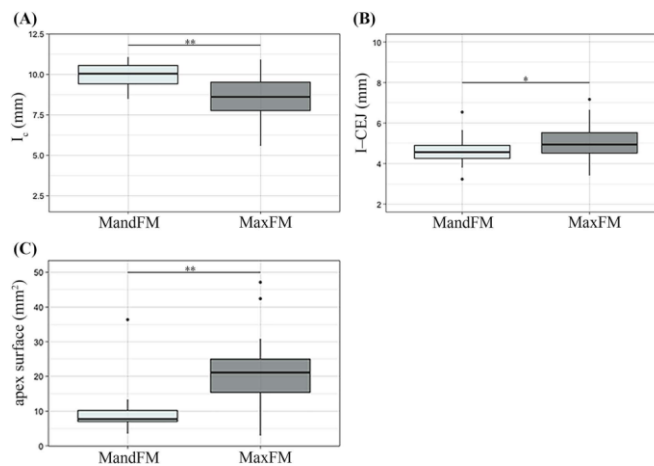 (A)
12.5
**
10.0
7.5
5.0
2.5
Ic (mm)
MandFM MaxFM
(B)
10
8
*
6
4
2
I–CEJ (mm)
MandFM MaxFM
(C)
50
**
40
30
20
10
0
apex surface (mm²)
MandFM MaxFM